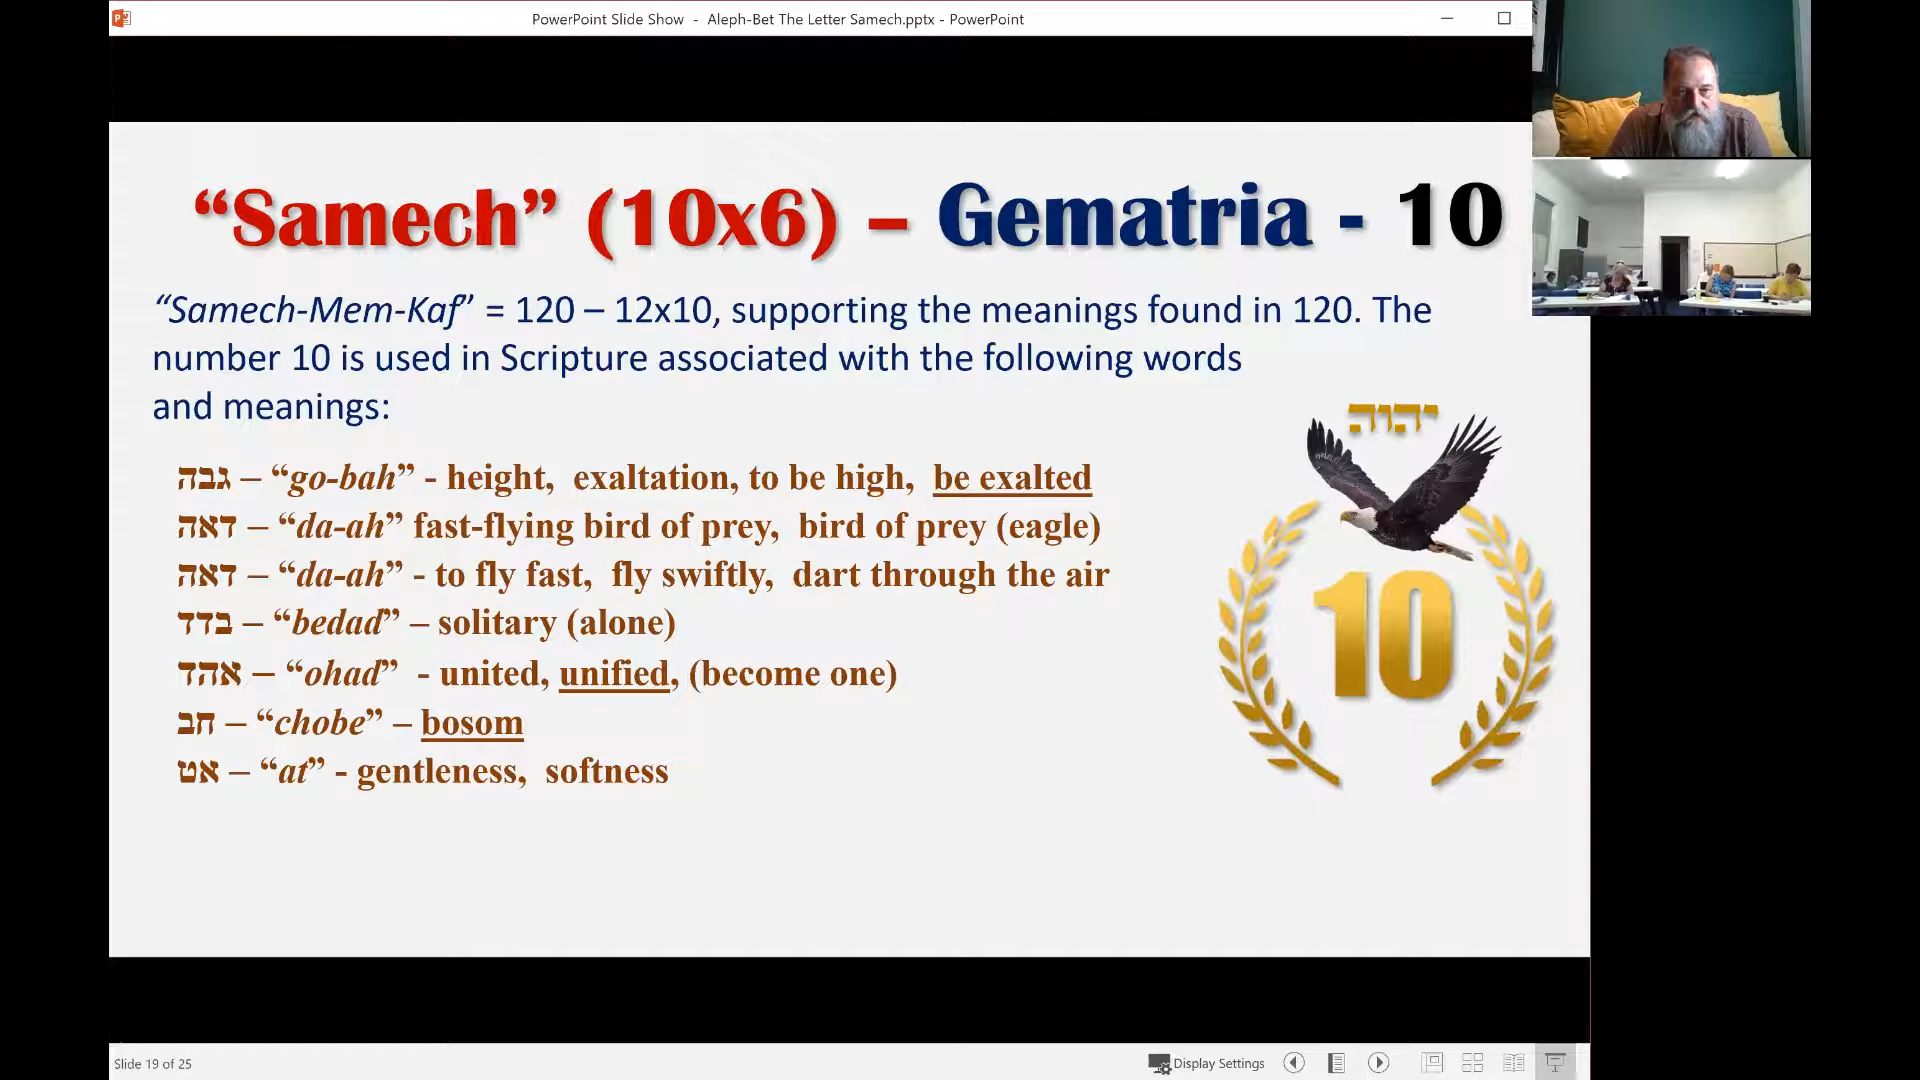 PowerPoint Slide Show - Aleph-Bet The Letter Samech.pptx - PowerPoint
“Samech” (10x6) – Gematria - 10
“Samech-Mem-Kaf” = 120 – 12x10, supporting the meanings found in 120. The
number 10 is used in Scripture associated with the following words
and meanings:
יהוה
גבה – “go-bah” - height, exaltation, to be high, be exalted
דאה – “da-ah” fast-flying bird of prey, bird of prey (eagle)
דאה – “da-ah” - to fly fast, fly swiftly, dart through the air
בדד – “bedad” – solitary (alone)
אהד – “ohad” - united, unified, (become one)
חב – “chobe” – bosom
אט – “at” - gentleness, softness
10
Slide 19 of 25
Display Settings